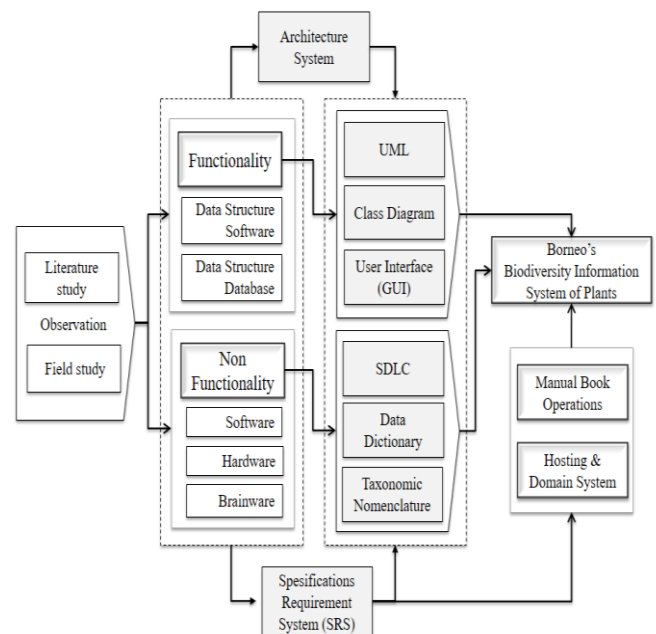 Architecture
System
Literature
study
Observation
Field study
Functionality
Data Structure
Software
Data Structure
Database
Non
Functionality
Software
Hardware
Brainware
UML
Class Diagram
User Interface
(GUI)
SDLC
Data
Dictionary
Taxonomic
Nomenclature
Borneo's
Biodiversity Information
System of Plants
Manual Book
Operations
Hosting &
Domain System
Spesifications
Requirement
System (SRS)